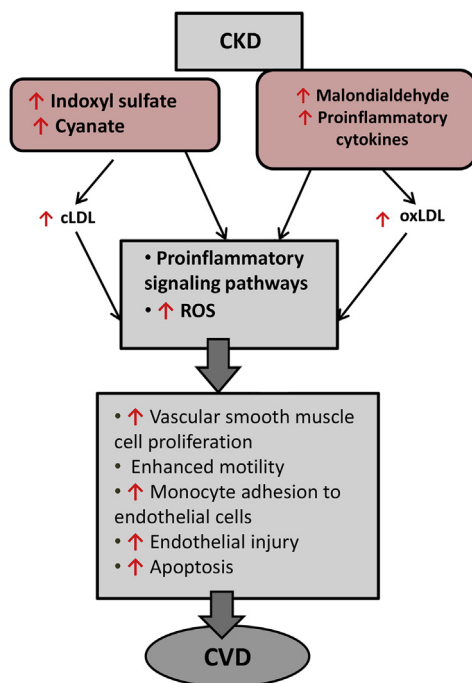 CKD
↑ Indoxyl sulfate
↑ Cyanate
↑ Malondialdehyde
↑ Proinflammatory
cytokines
↑ cLDL
↑ oxLDL
• Proinflammatory
signaling pathways
• ↑ ROS
• ↑ Vascular smooth muscle
cell proliferation
• Enhanced motility
• ↑ Monocyte adhesion to
endothelial cells
• ↑ Endothelial injury
• ↑ Apoptosis
CVD